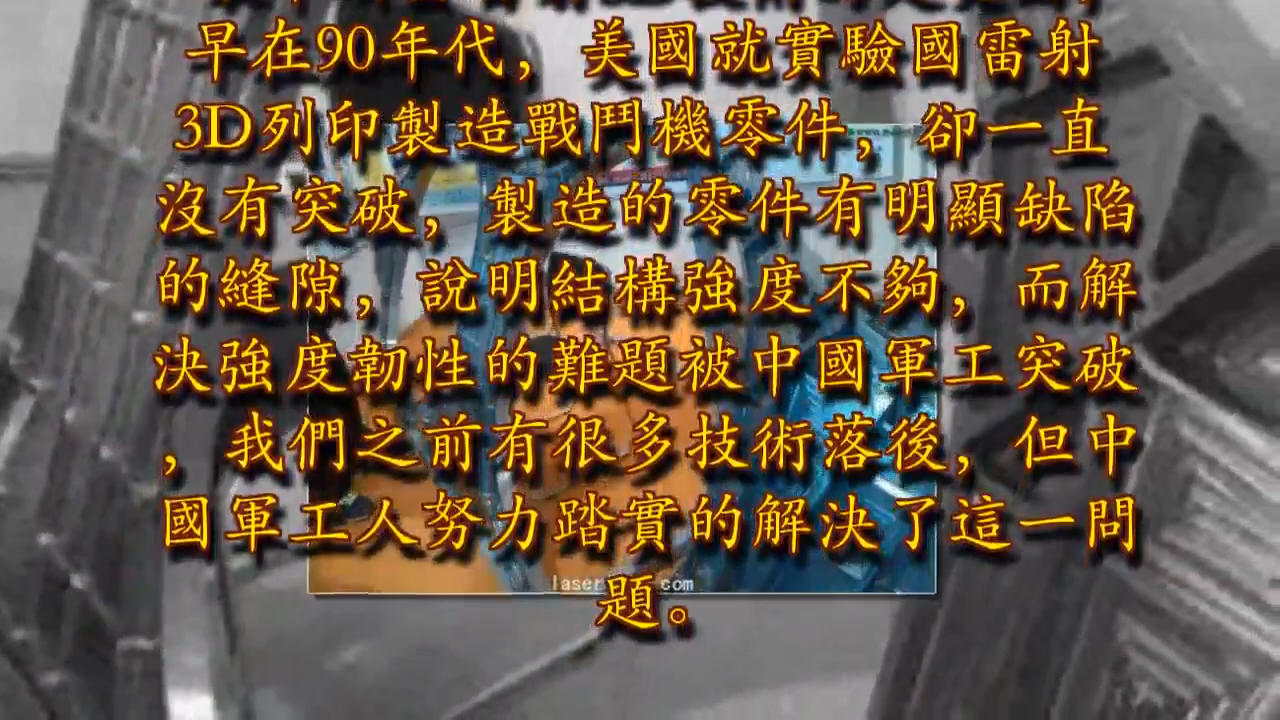 早在90年代， 美國就實驗國雷射
3D列印製造戰鬥機零件，卻一直
沒有突破，製造的零件有明顯缺陷
的縫隙，說明結構強度不夠，而解
決強度韌性的難題被中國軍工突破
，我們之前有很多技術落後，但中
國軍工人努力踏實的解決了這一問
題。